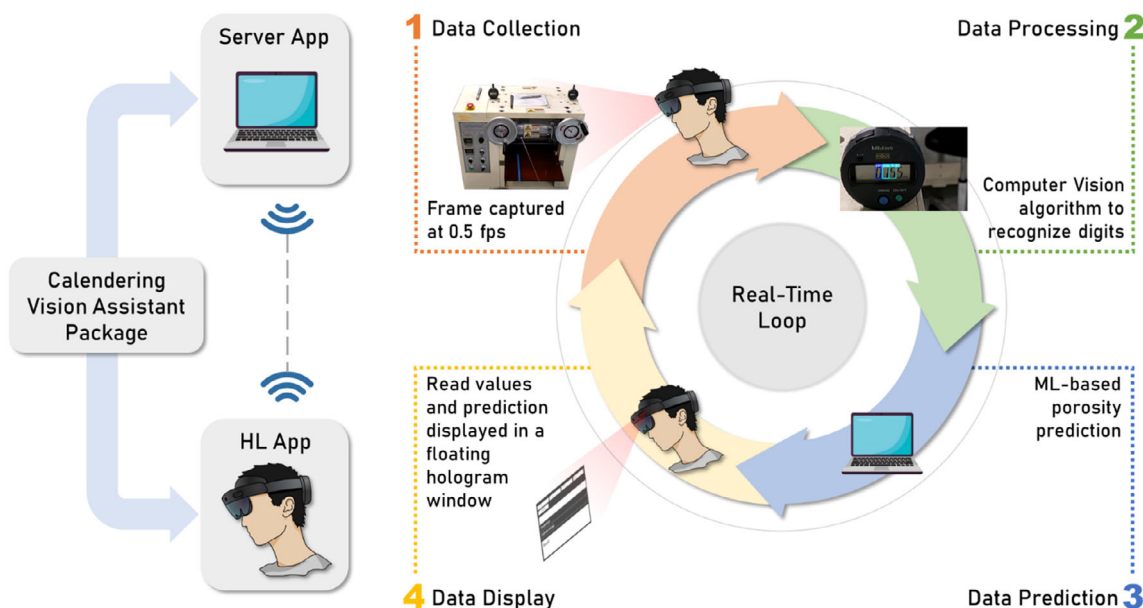 Server App
Calendering
Vision Assistant
Package
HL App
1 Data Collection
Frame captured
at 0.5 fps
Data Processing 2
Mitutoyo
Computer Vision
algorithm to
recognize digits
Real-Time
Loop
Read values
and prediction
displayed in a
floating
hologram
window
ML-based
porosity
prediction
4 Data Display
Data Prediction 3